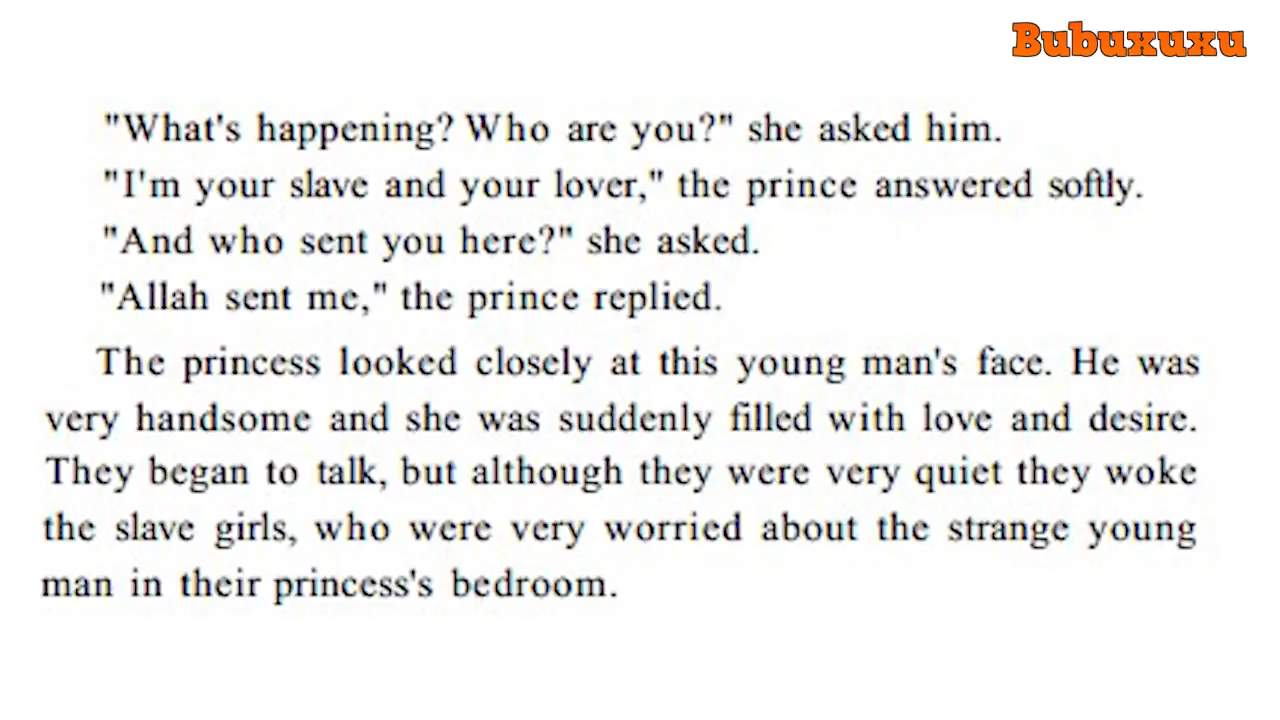 Bubuxuxu
"What's happening? Who are you?" she asked him.
"I'm your slave and your lover," the prince answered softly.
"And who sent you here?" she asked.
"Allah sent me," the prince replied.
The princess looked closely at this young man's face. He was
very handsome and she was suddenly filled with love and desire.
They began to talk, but although they were very quiet they woke
the slave girls, who were very worried about the strange young
man in their princess's bedroom.